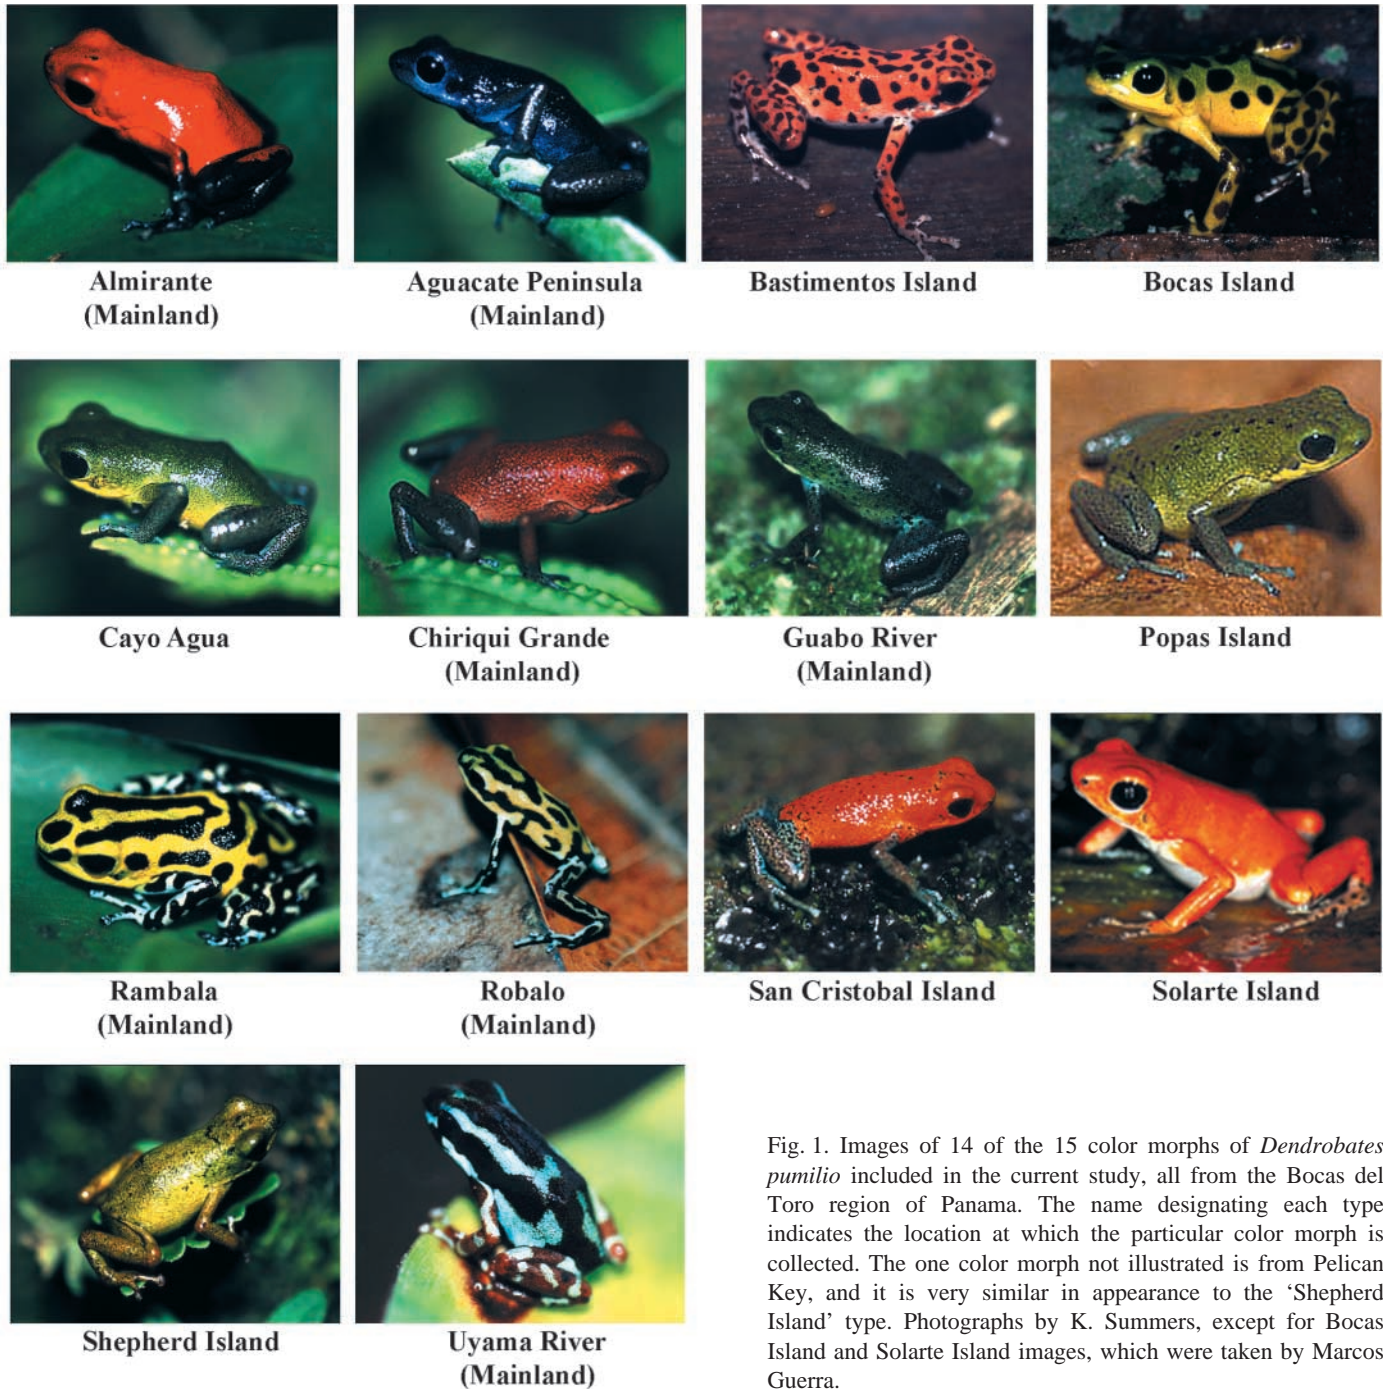 Almirante
(Mainland)
Aguacate Peninsula
(Mainland)
Bastimentos Island
Bocas Island
Cayo Agua
Chiriqui Grande
(Mainland)
Guabo River
(Mainland)
Popas Island
Rambala
(Mainland)
Robalo
(Mainland)
San Cristobal Island
Solarte Island
Shepherd Island
Uyama River
(Mainland)
Fig. 1. Images of 14 of the 15 color morphs of Dendrobates
pumilio included in the current study, all from the Bocas del
Toro region of Panama. The name designating each type
indicates the location at which the particular color morph is
collected. The one color morph not illustrated is from Pelican
Key, and it is very similar in appearance to the ‘Shepherd
Island’ type. Photographs by K. Summers, except for Bocas
Island and Solarte Island images, which were taken by Marcos
Guerra.